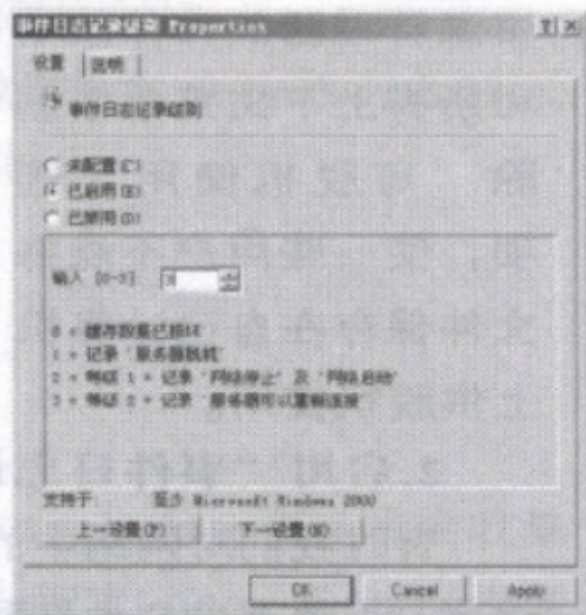 事件日志记录级别 Properties
设置 说明
事件日志记录级别
未配置(C)
已启用(E)
已禁用(D)
输入 [0-3] 3
0 = 缓存数据已损坏
1 = 记录 '服务器脱机'
2 = 等级 1 + 记录 '网络停止' 及 '网络启动'
3 = 等级 2 + 记录 '服务器可以重新连接'
支持于: 至少 Microsoft Windows 2000
上一设置(P) 下一设置(N)
OK Cancel Apply